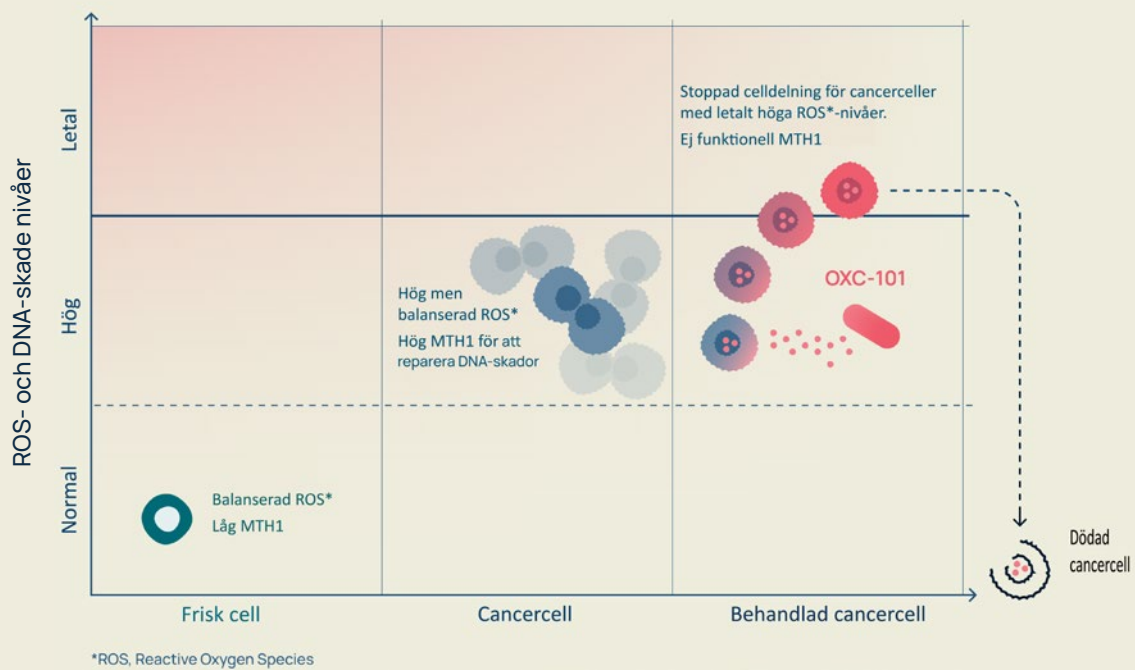 ROS- och DNA-skade nivåer
Letal
Hög
Normal
Stoppad celldelning för cancerceller
med letalt höga ROS*-nivåer.
Ej funktionell MTH1
OXC-101
Hög men
balanserad ROS*
Hög MTH1 för att
reparera DNA-skador
Balanserad ROS*
Låg MTH1
Dödad
cancercell
Frisk cell
Cancercell
Behandlad cancercell
*ROS, Reactive Oxygen Species